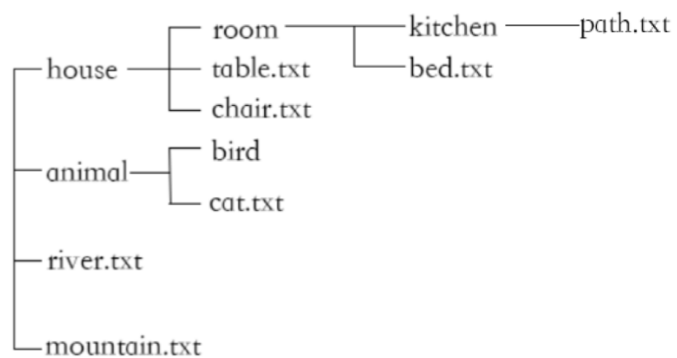 room kitchen path.txt
house table.txt bed.txt
chair.txt
bird
animal
cat.txt
river.txt
mountain.txt